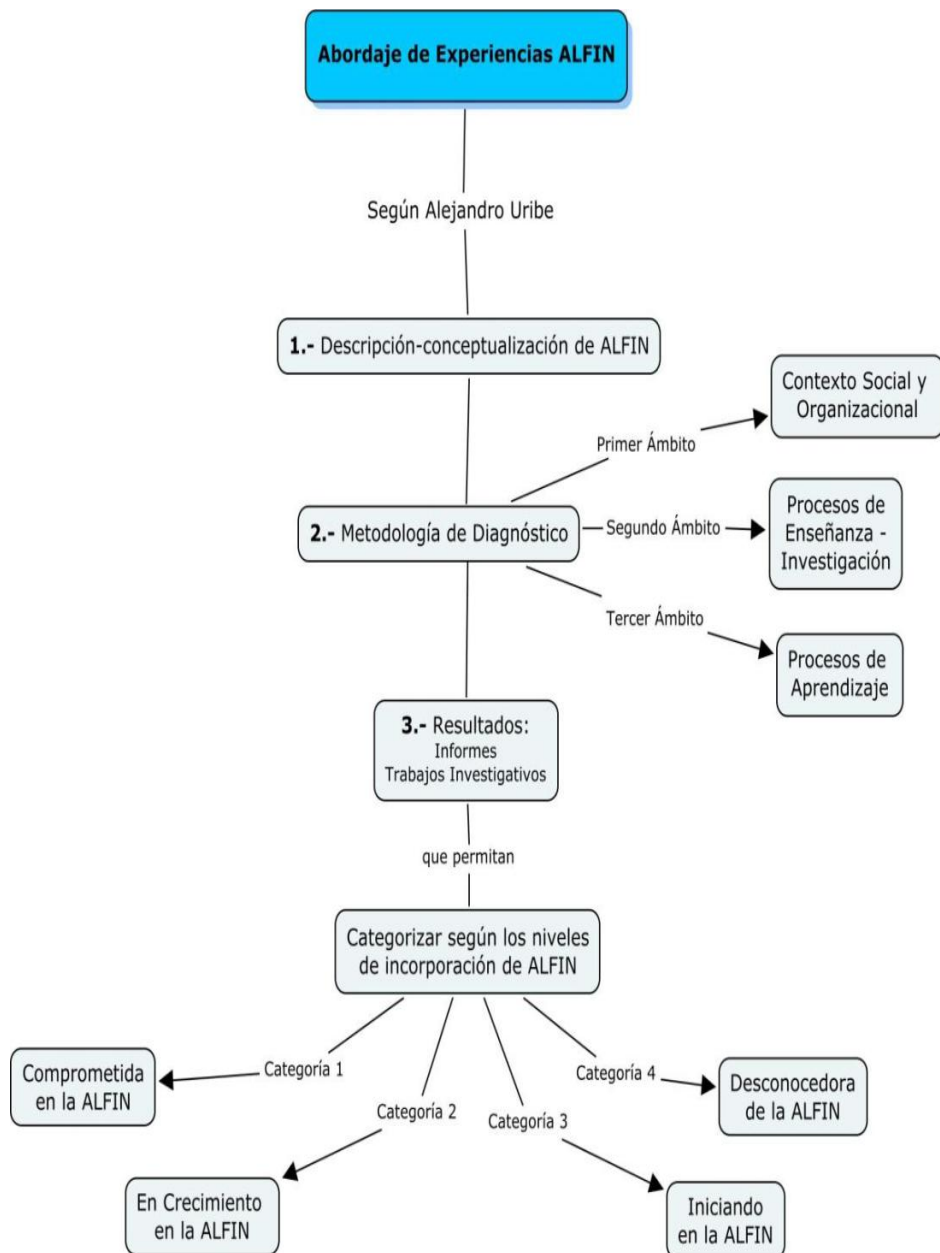 Abordaje de Experiencias ALFIN
Según Alejandro Uribe
1.- Descripción-conceptualización de ALFIN
Contexto Social y
Organizacional
Primer Ámbito
2.- Metodología de Diagnóstico
Segundo Ámbito
Procesos de
Enseñanza -
Investigación
Tercer Ámbito
Procesos de
Aprendizaje
3.- Resultados:
Informes
Trabajos Investigativos
que permitan
Categorizar según los niveles
de incorporación de ALFIN
Categoría 1
Comprometida
en la ALFIN
Categoría 2
En Crecimiento
en la ALFIN
Categoría 3
Iniciando
en la ALFIN
Categoría 4
Desconocedora
de la ALFIN